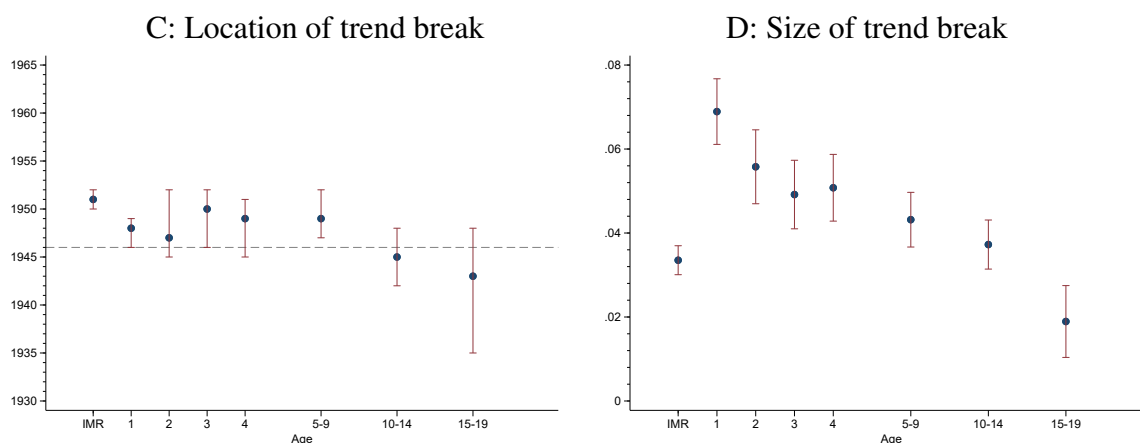 C: Location of trend break
1965
1960
1955
1950
1945
1940
1935
1930
IMR 1 2 3 4 5-9 10-14 15-19
Age
D: Size of trend break
.08
.06
.04
.02
0
IMR 1 2 3 4 5-9 10-14 15-19
Age